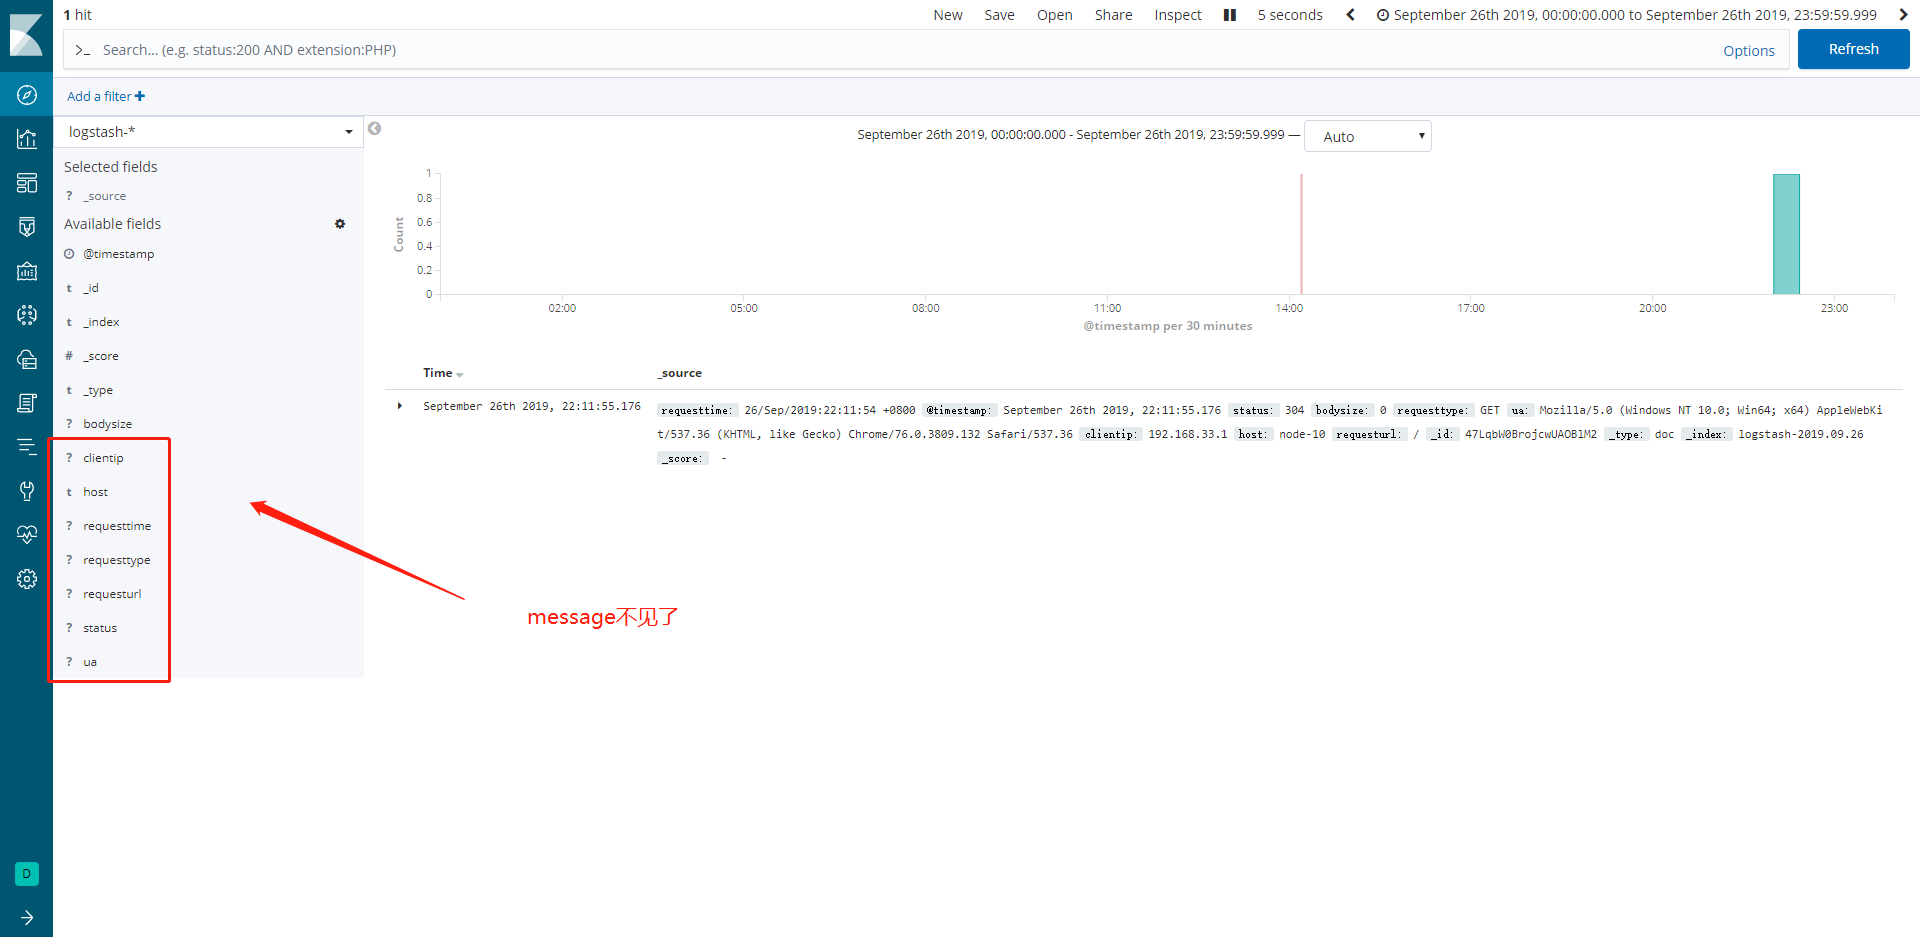 1 hit
New Save Open Share Inspect 5 seconds September 26th 2019, 00:00:00.000 to September 26th 2019, 23:59:59.999
>_ Search... (e.g. status:200 AND extension:PHP) Options Refresh
Add a filter +
logstash-*
September 26th 2019, 00:00:00.000 - September 26th 2019, 23:59:59.999 — Auto
Selected fields
? _source
Available fields
@timestamp
t _id
t _index
# _score
t _type
? bodysize
? clientip
t host
? requesttime
? requesttype
? requesturl
? status
? ua
Count
1
0.8
0.6
0.4
0.2
0
02:00 05:00 08:00 11:00 14:00 17:00 20:00 23:00
@timestamp per 30 minutes
Time _source
September 26th 2019, 22:11:55.176
requesttime: 26/Sep/2019:22:11:54 +0800 @timestamp: September 26th 2019, 22:11:55.176 status: 304 bodysize: 0 requesttype: GET ua: Mozilla/5.0 (Windows NT 10.0; Win64; x64) AppleWebKi
t/537.36 (KHTML, like Gecko) Chrome/76.0.3809.132 Safari/537.36 clientip: 192.168.33.1 host: node-10 requesturl: / _id: 47LqbW0BrojcwUAOBlM2 _type: doc _index: logstash-2019.09.26
_score: -
message不见了
D